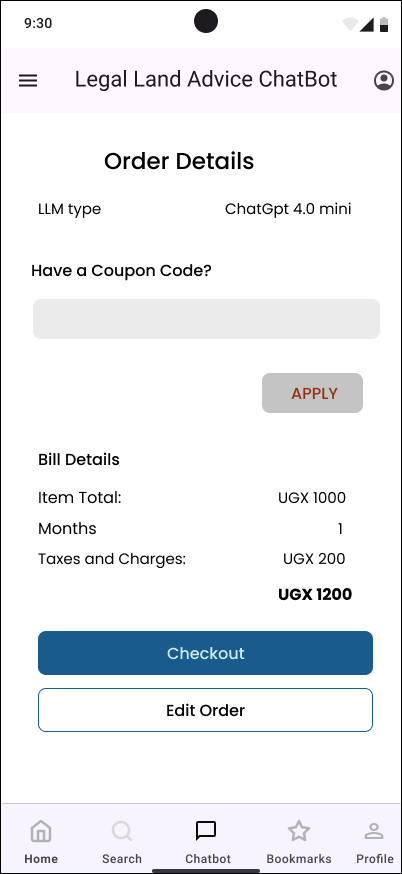 9:30
Legal Land Advice ChatBot
Order Details
LLM type ChatGpt 4.0 mini
Have a Coupon Code?
APPLY
Bill Details
Item Total: UGX 1000
Months 1
Taxes and Charges: UGX 200
UGX 1200
Checkout
Edit Order
Home Search Chatbot Bookmarks Profile